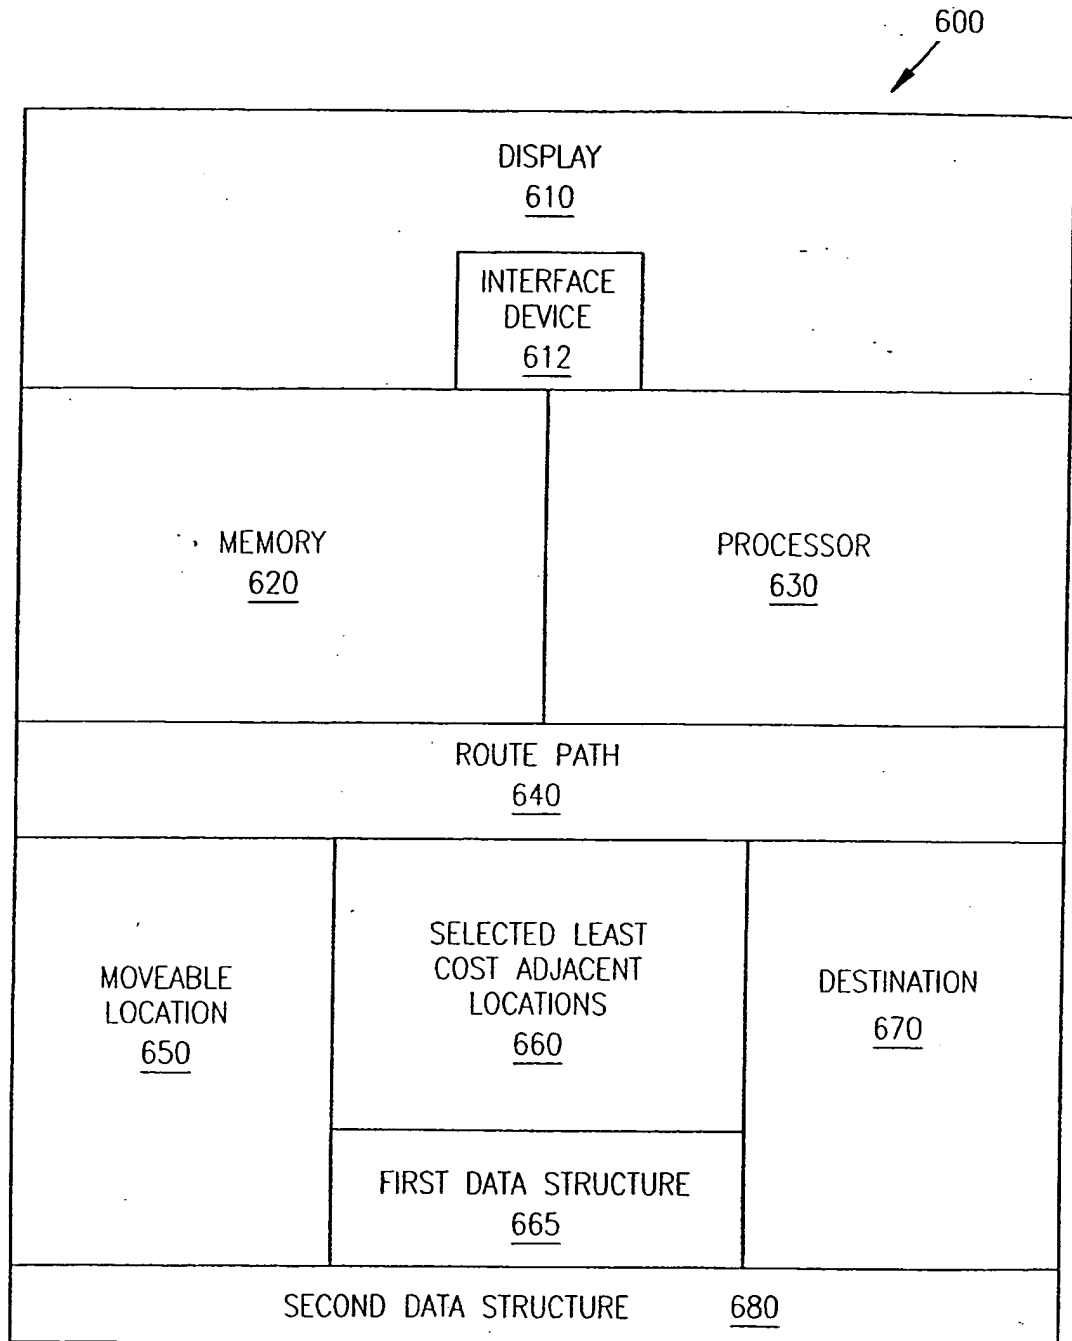 600
DISPLAY
610
INTERFACE
DEVICE
612
MEMORY
620
PROCESSOR
630
ROUTE PATH
640
MOVEABLE
LOCATION
650
SELECTED LEAST
COST ADJACENT
LOCATIONS
660
DESTINATION
670
FIRST DATA STRUCTURE
665
SECOND DATA STRUCTURE 680